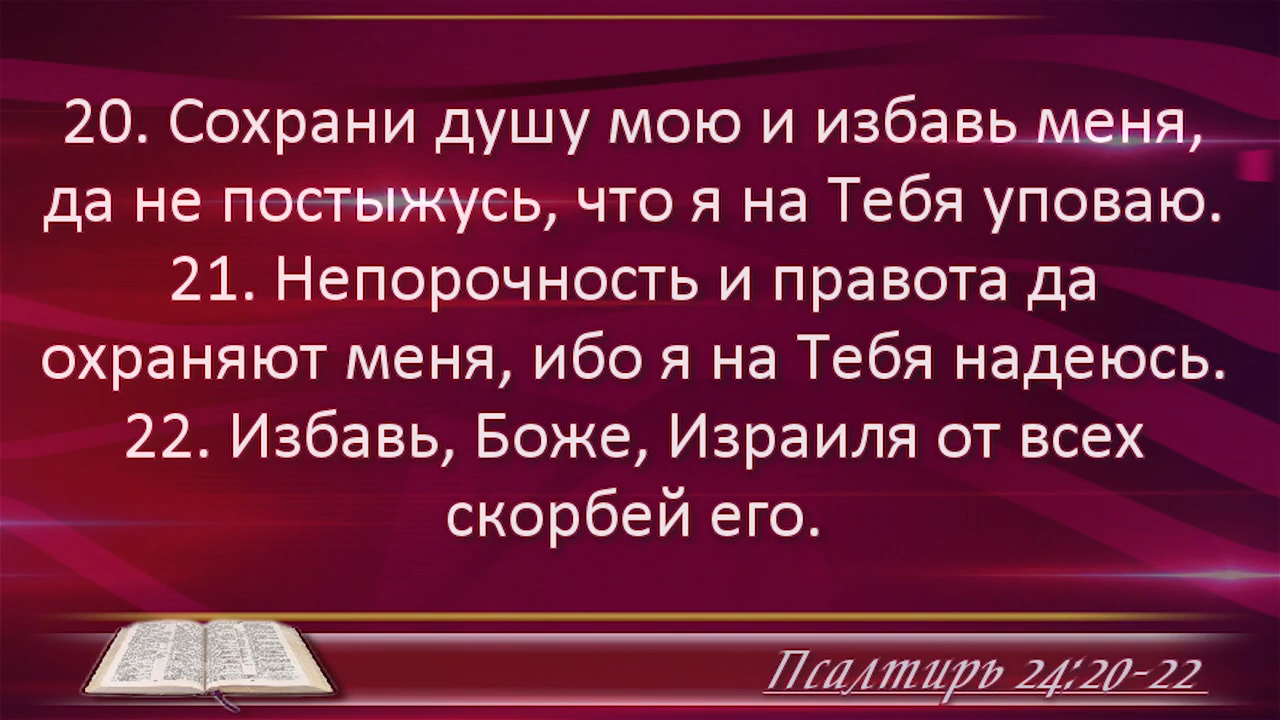 20. Сохрани душу мою и избавь меня,
да не постыжусь, что я на Тебя уповаю.
21. Непорочность и правота да
охраняют меня, ибо я на Тебя надеюсь.
22. Избавь, Боже, Израиля от всех
скорбей его.
Псалтирь 24:20-22